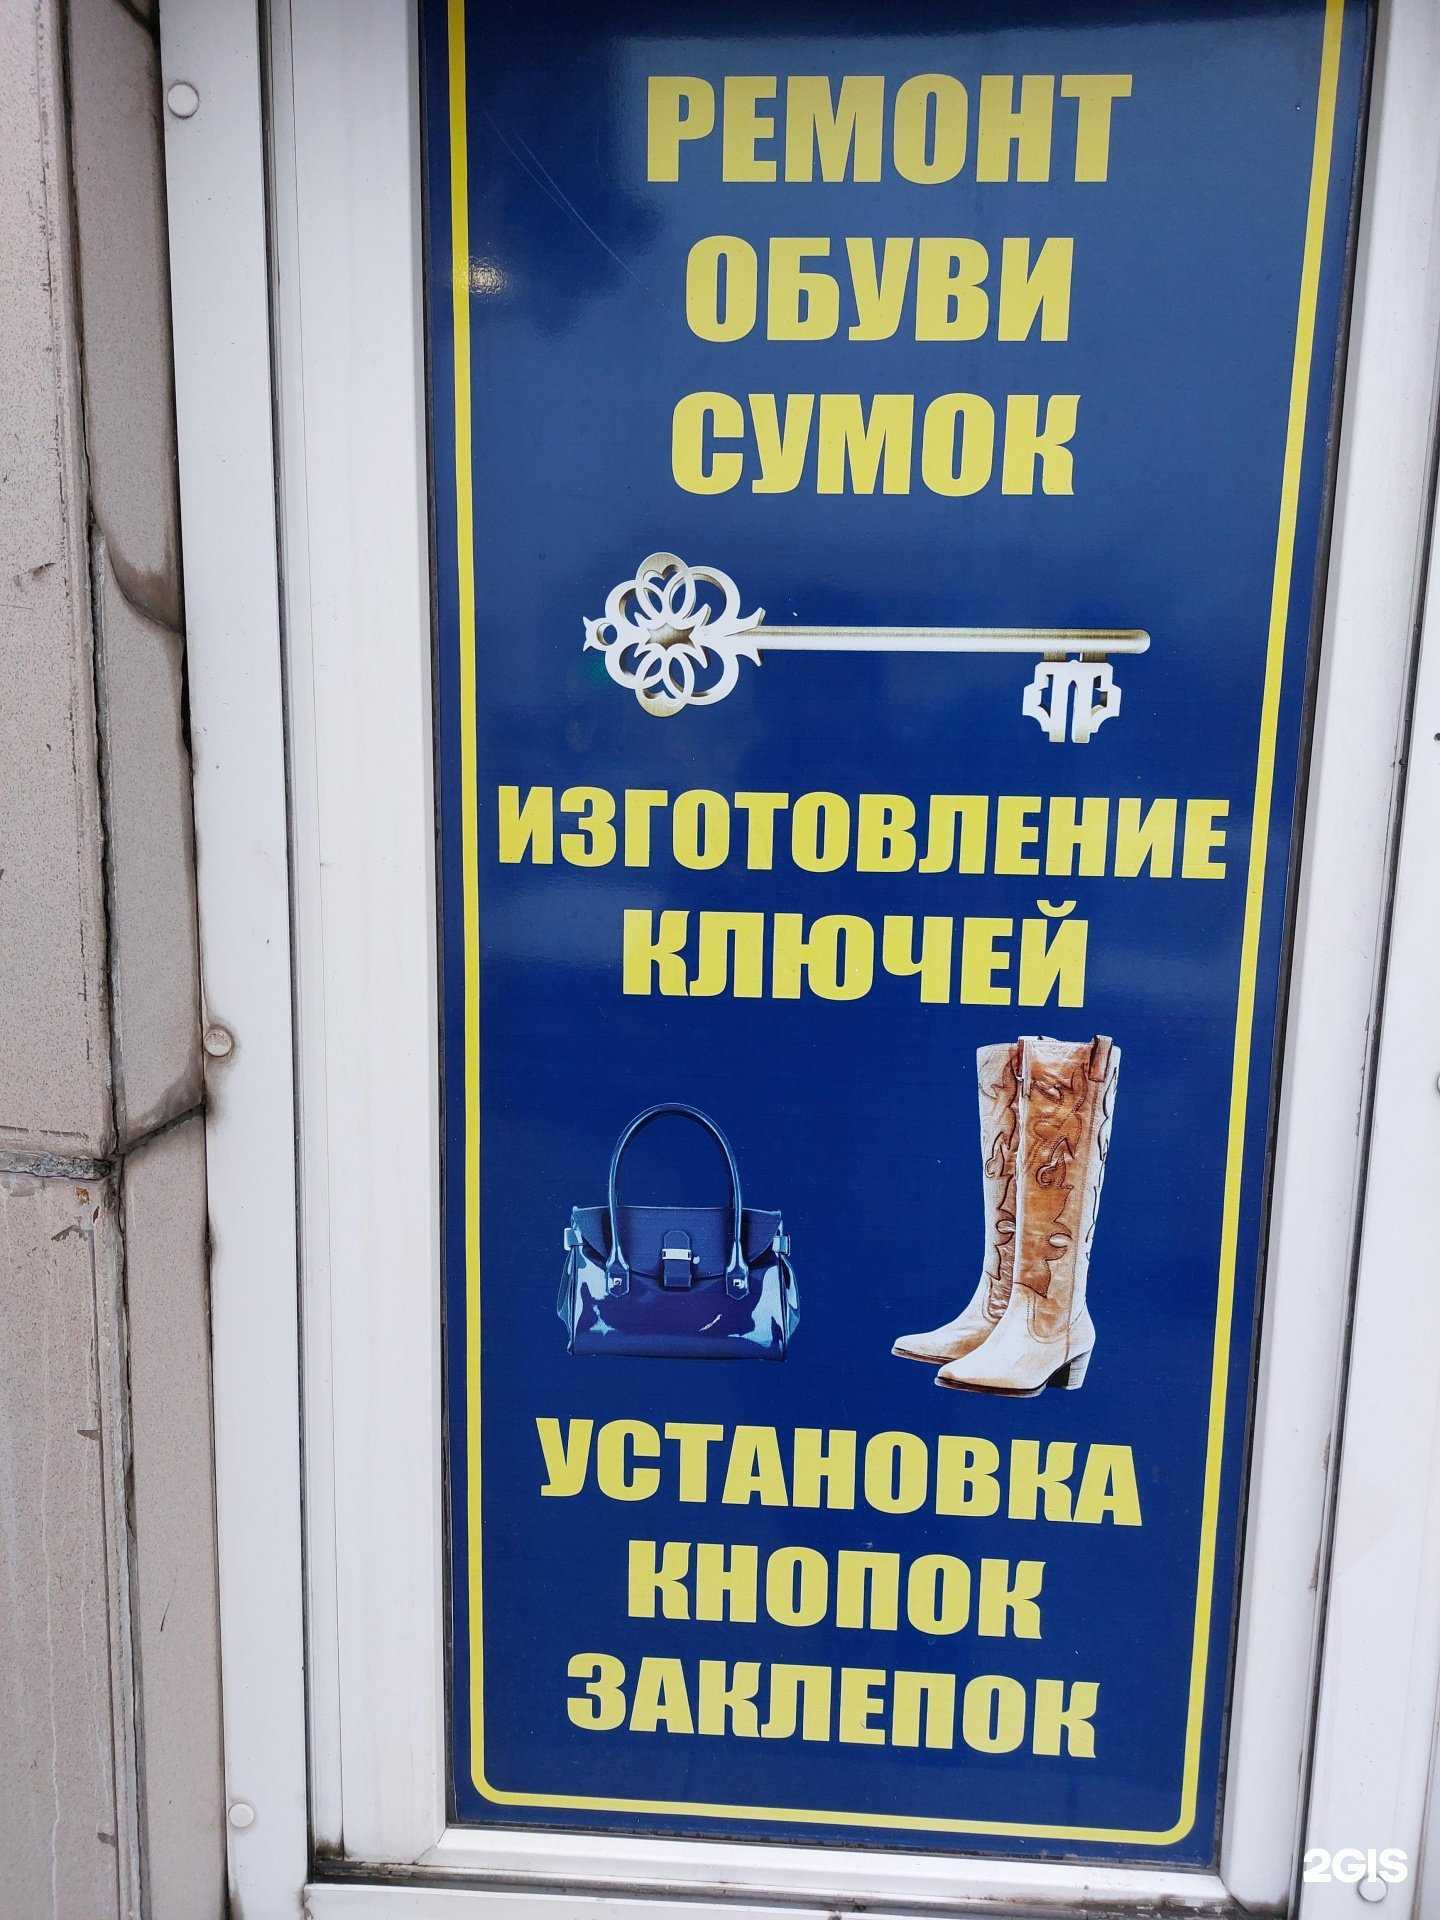 РЕМОНТ
ОБУВИ
СУМОК
ИЗГОТОВЛЕНИЕ
КЛЮЧЕЙ
УСТАНОВКА
КНОПОК
ЗАКЛЕПОК
2GIS